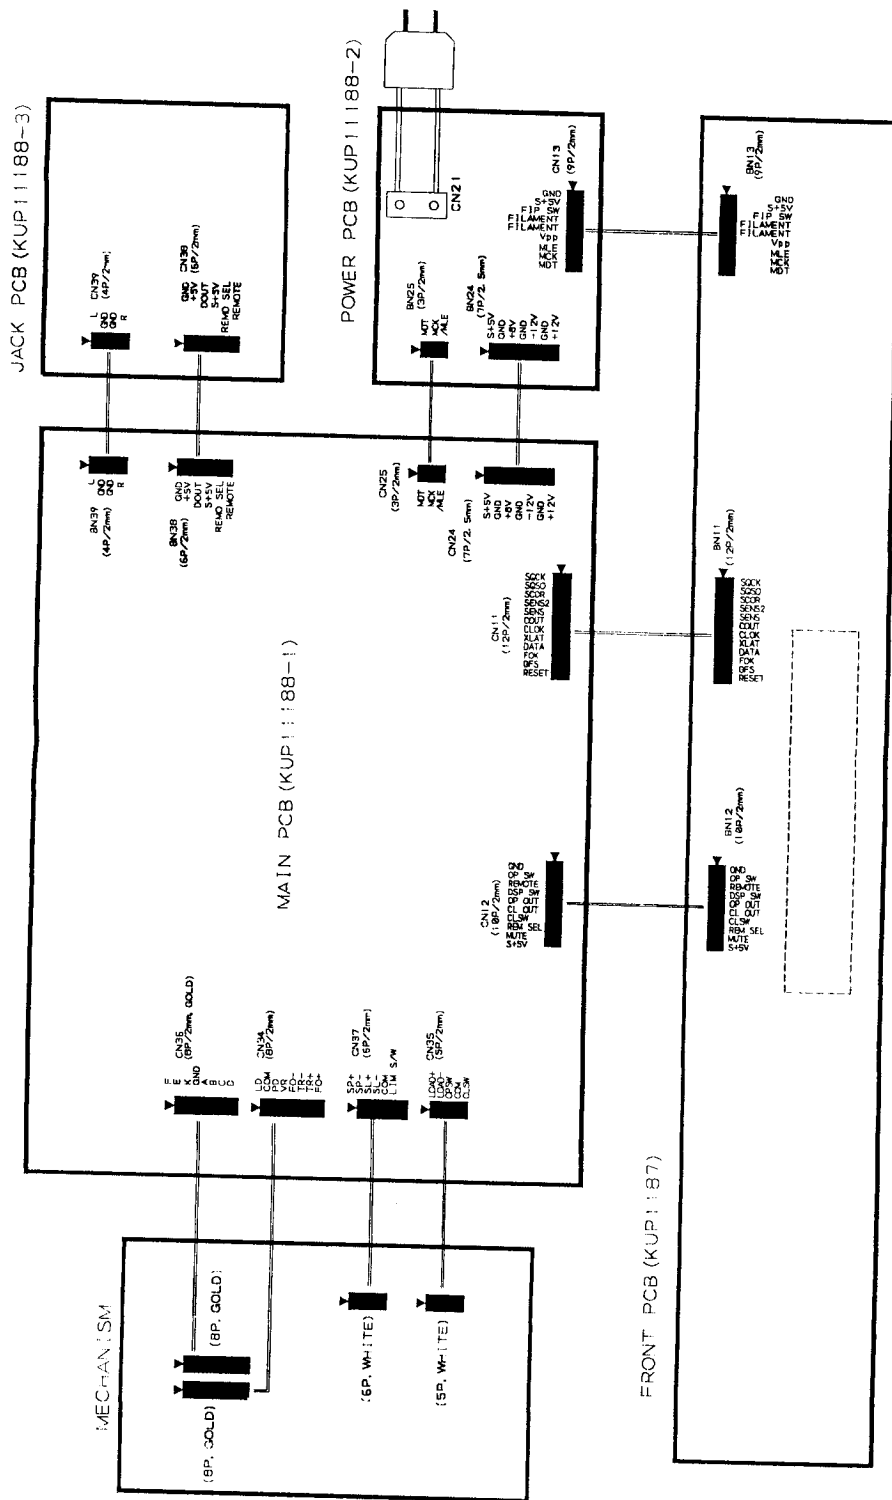 JACK PCB (KUP11188-3)
CN39
(4P/2mm)
L
GND
GND
R
CN38
(6P/2mm)
GND
+5V
DOUT
S+5V
REMO SEL
REMOTE
POWER PCB (KUP11188-2)
CN21
BN25
(3P/2mm)
MDT
MCK
/MLE
BN24
(7P/2.5mm)
S+5V
GND
+8V
GND
-12V
GND
+12V
CN13
(9P/2mm)
GND
S+5V
FIP SW
FILAMENT
FILAMENT
VDD
MLE
MCK
MDT
MAIN PCB (KUP11188-1)
BN39
(4P/2mm)
L
GND
GND
R
BN38
(6P/2mm)
GND
+5V
DOUT
S+5V
REMO SEL
REMOTE
CN25
(3P/2mm)
MDT
MCK
/MLE
CN24
(7P/2.5mm)
S+5V
GND
+8V
GND
-12V
GND
+12V
CN11
(12P/2mm)
SQCK
SQSO
SCOR
SENS2
SENS
COUT
CLOK
XLAT
DATA
FOK
GFS
RESET
CN12
(10P/2mm)
GND
OP SW
REMOTE
DSP SW
OP OUT
CL OUT
CLSW
REM SEL
MUTE
S+5V
CN36
(8P/2mm, GOLD)
F
E
K
GND
A
B
C
D
CN34
(8P/2mm)
LD
COM
PD
VR
FO-
TR-
TR+
FO+
CN37
(6P/2mm)
SP+
SP-
SL+
SL-
COM
LIM S/W
CN35
(5P/2mm)
LOAD+
LOAD-
OPSW
COM
CLSW
MECHANISM
(8P, GOLD)
(8P, GOLD)
(6P, WHITE)
(5P, WHITE)
FRONT PCB (KUP11187)
BN13
(9P/2mm)
GND
S+5V
FIP SW
FILAMENT
FILAMENT
VDD
MLE
MCK
MDT
BN11
(12P/2mm)
SQCK
SQSO
SCOR
SENS2
SENS
COUT
CLOK
XLAT
DATA
FOK
GFS
RESET
BN12
(10P/2mm)
GND
OP SW
REMOTE
DSP SW
OP OUT
CL OUT
CLSW
REM SEL
MUTE
S+5V